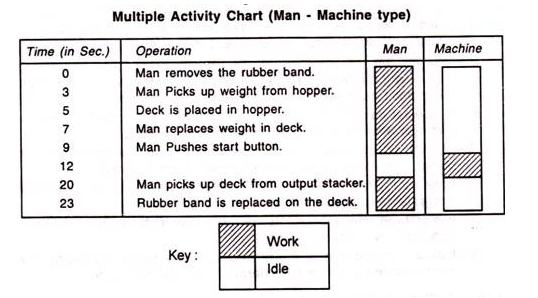 Multiple Activity Chart (Man - Machine type)
Time (in Sec.) Operation Man Machine
0 Man removes the rubber band.
3 Man Picks up weight from hopper.
5 Deck is placed in hopper.
7 Man replaces weight in deck.
9 Man Pushes start button.
12
20 Man picks up deck from output stacker.
23 Rubber band is replaced on the deck.
Key : Work
Idle